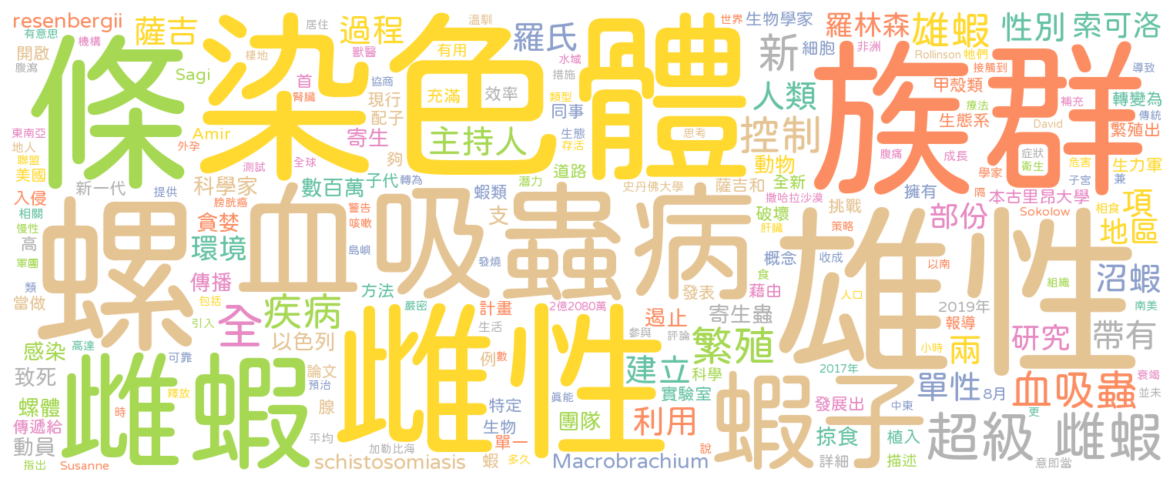 resenbergii
有意思
機構
薩吉
居住
溫馴
過程
羅氏
有用
水域
世界
生物學家
非洲
羅林森
雄蝦
性別
索可洛
開啟
腹瀉
棲地
獸醫
措施
同事
新
細胞
Rollinson
牠們
接觸到
導致
Sagi
首
腎臟
現行
充滿
效率
類型
協商
甲殼類
療法
補充
轉變為
條
染
色
體
族
群
人類
生態系
David
傳統
繁殖出
東南亞
地人
聯盟
外孕
Amir
寄生
配子
主持人
生態
存活
思考
控制
腹痛
成長
症狀
衛生
危害
生力軍
美國
測試
全球
夠
道路
潛力
動物
學家
子宮
兼
隔
新一代
科學家
數百萬
子代
轉為
蝦類
史丹佛大學
薩吉和
全新
擁有
本古里昂大學
入侵
相關
慢性
提供
膀胱癌
支
撒哈拉沙漠
挑戰
破壞
肝臟
部份
相食
Sokolow
項
地區
貪婪
警告
咳嗽
高
環境
島嶼
策略
軍團
傳播
螺
血
吸
蟲
病
雄
性
發燒
概念
收成
以南
組織
沼蝦
南美
類
當做
包括
疾病
方法
嚴密
計畫
2億2080萬
發表
藉由
食
人口
引入
全
以色列
生活
參與
評論
寄生蟲
遏止
2019年
報導
研究
帶有
感染
高達
例
數
繁殖
兩
致死
可靠
論文
預治
科學
建立
2017年
小時
衰竭
並未
雌
蝦
雌
性
實驗室
蝦
子
單性
8月
血吸蟲
螺體
釋放
腺
特定
團隊
利用
發展出
中東
更
傳遞給
時
生物
單一
說
掠食
植入
超級
雌蝦
動員
平均
加勒比海
眞能
指出
Susanne
schistosomiasis
蝦
多久
Macrobrachium
詳細
描述
意即當